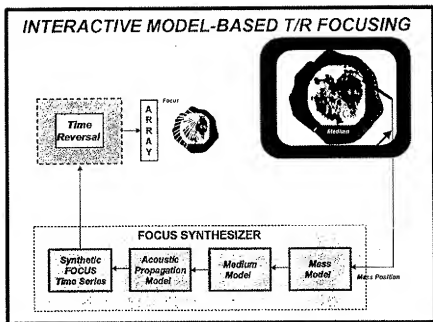 INTERACTIVE MODEL-BASED T/R FOCUSING
Focus
Time
Reversal
A
R
R
A
Y
Medium
FOCUS SYNTHESIZER
Synthetic
FOCUS
Time Series
Acoustic
Propagation
Model
Medium
Model
Mass
Model
Mass Position